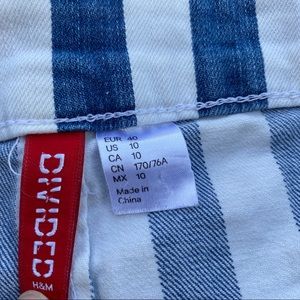 DIVIDED
H&M
EUR 40
US 10
CA 10
CN 170/76A
MX 10
Made in
China